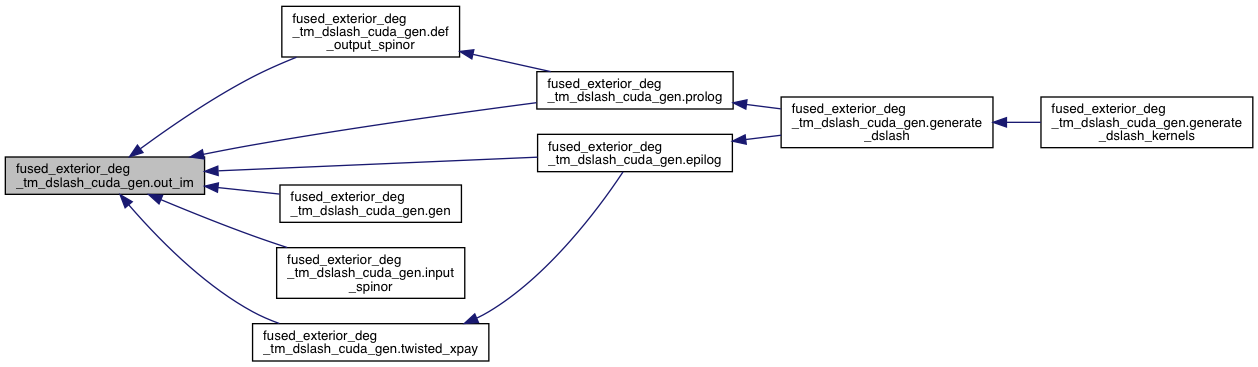 fused_exterior_deg
_tm_dslash_cuda_gen.def
_output_spinor
fused_exterior_deg
_tm_dslash_cuda_gen.prolog
fused_exterior_deg
_tm_dslash_cuda_gen.generate
_dslash
fused_exterior_deg
_tm_dslash_cuda_gen.generate
_dslash_kernels
fused_exterior_deg
_tm_dslash_cuda_gen.epilog
fused_exterior_deg
_tm_dslash_cuda_gen.out_im
fused_exterior_deg
_tm_dslash_cuda_gen.gen
fused_exterior_deg
_tm_dslash_cuda_gen.input
_spinor
fused_exterior_deg
_tm_dslash_cuda_gen.twisted_xpay